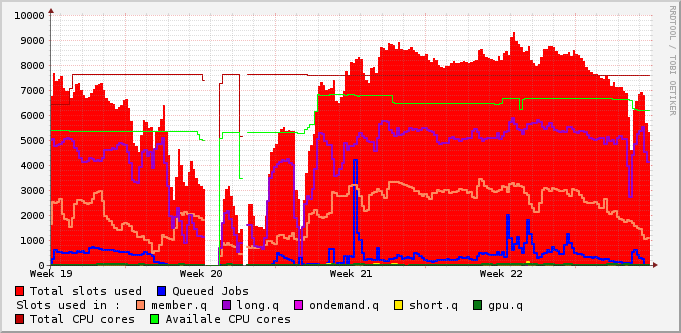 10000
9000
8000
7000
6000
5000
4000
3000
2000
1000
0
Week 19 Week 20 Week 21 Week 22
RRDTOOL / TOBI OETIKER
Total slots used Queued Jobs
Slots used in : member.q long.q ondemand.q short.q gpu.q
Total CPU cores Availale CPU cores